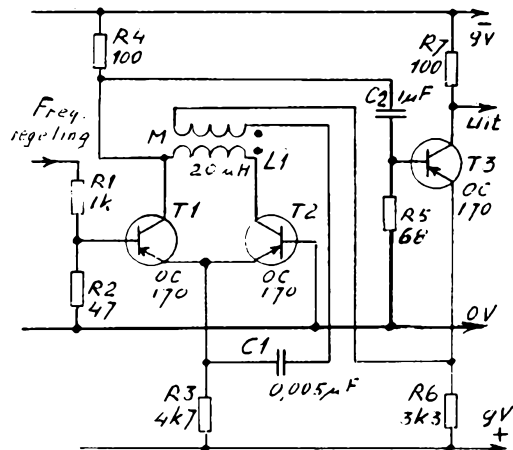 R4
100
R7
100
9V
-
C2 1µF
Uit
Freq.
regeling
M
L1
20 µH
T3
OC
170
R1
1K
T1
T2
R5
68
R2
47
OC
170
OC
170
0V
C1
0,005µF
R3
4K7
R6
3K3
9V
+